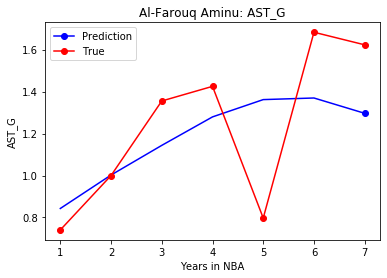 Al-Farouq Aminu: AST_G
Prediction
True
1.6
1.4
1.2
1.0
0.8
AST_G
1 2 3 4 5 6 7
Years in NBA